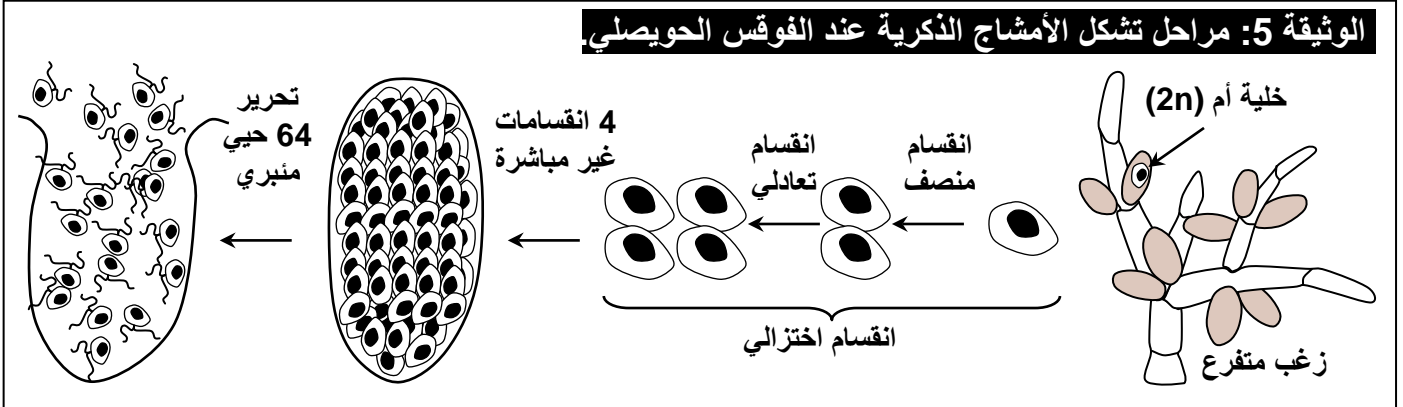 الوثيقة 5: مراحل تشكل الأمشاج الذكرية عند الفوقس الحويصلي.
خلية أم (2n)
زغب متفرع
انقسام
منصف
انقسام
تعادلي
انقسام اختزالي
4 انقسامات
غير مباشرة
تحرير
64 حيي
مئبري